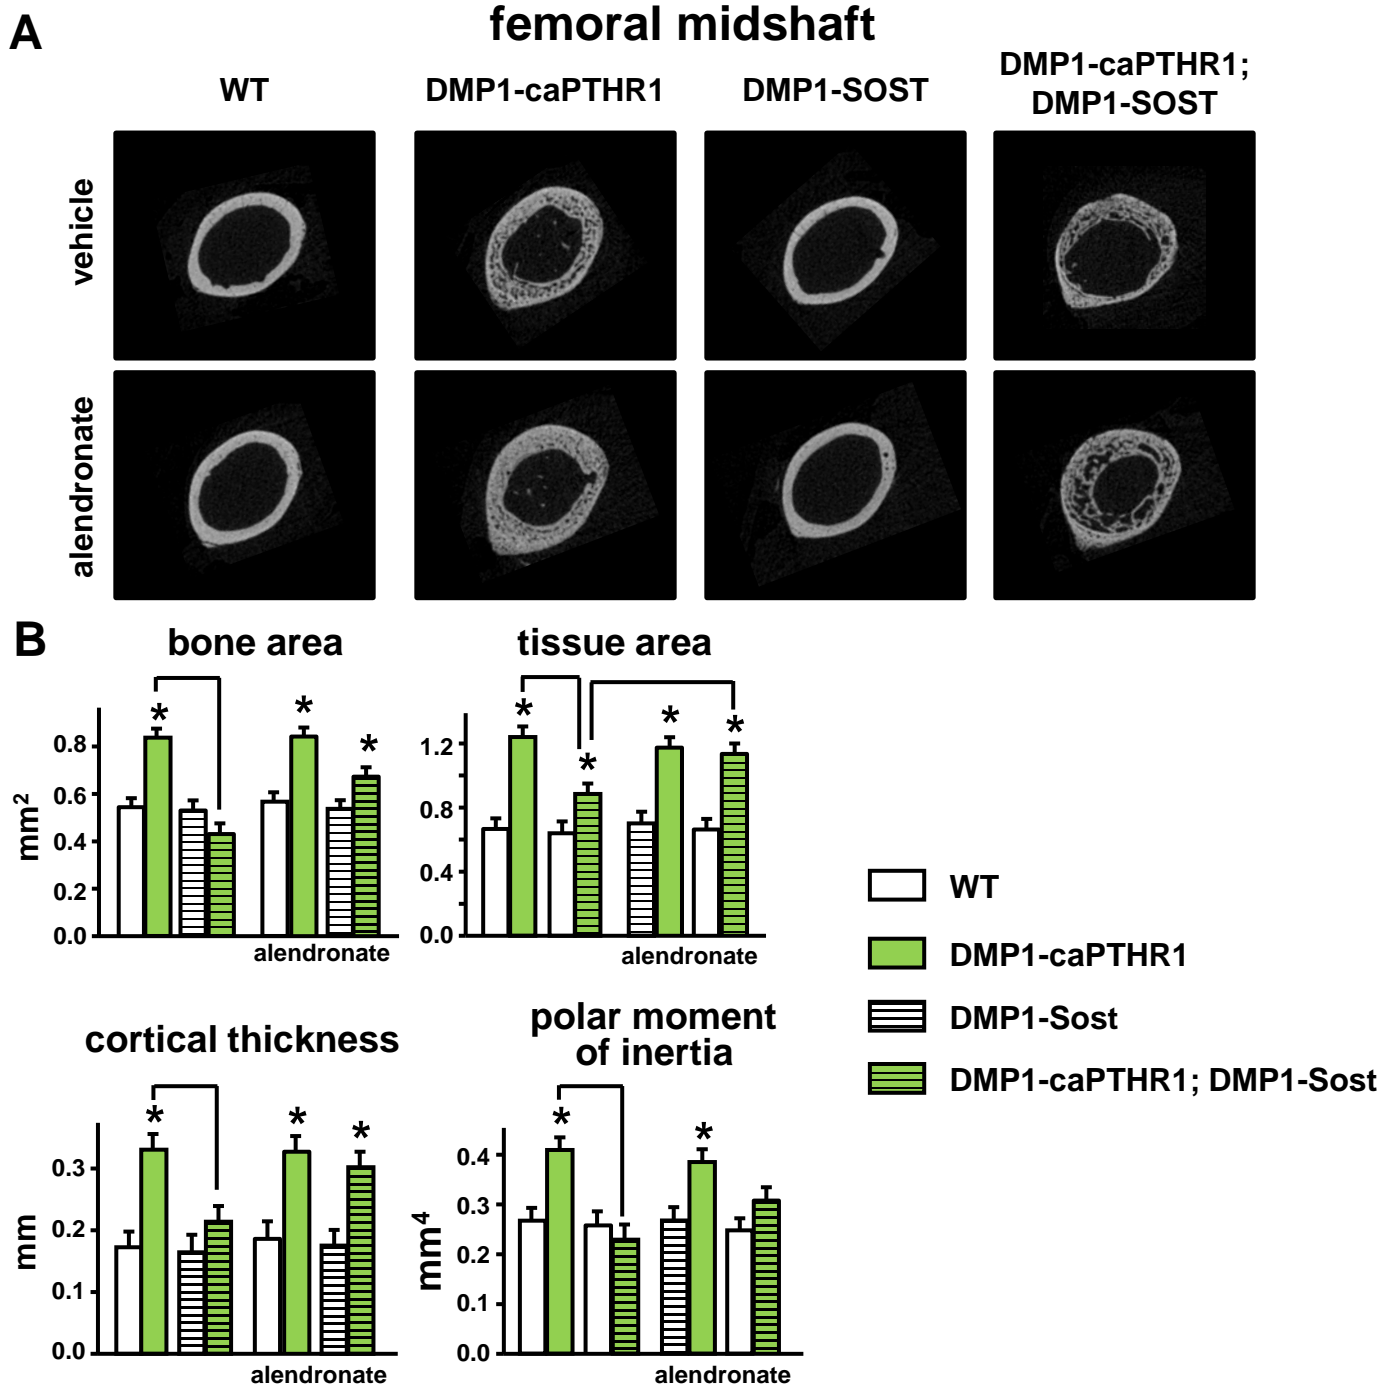 A
femoral midshaft
WT
DMP1-caPTHR1
DMP1-SOST
DMP1-caPTHR1;
DMP1-SOST
vehicle
alendronate
B
bone area
mm2
0.8
0.6
0.4
0.2
0.0
*
*
*
alendronate
tissue area
1.2
0.8
0.4
0.0
*
*
*
*
alendronate
cortical thickness
mm
0.3
0.2
0.1
0.0
*
*
*
alendronate
polar moment
of inertia
mm4
0.4
0.3
0.2
0.1
0.0
*
*
alendronate
WT
DMP1-caPTHR1
DMP1-Sost
DMP1-caPTHR1; DMP1-Sost